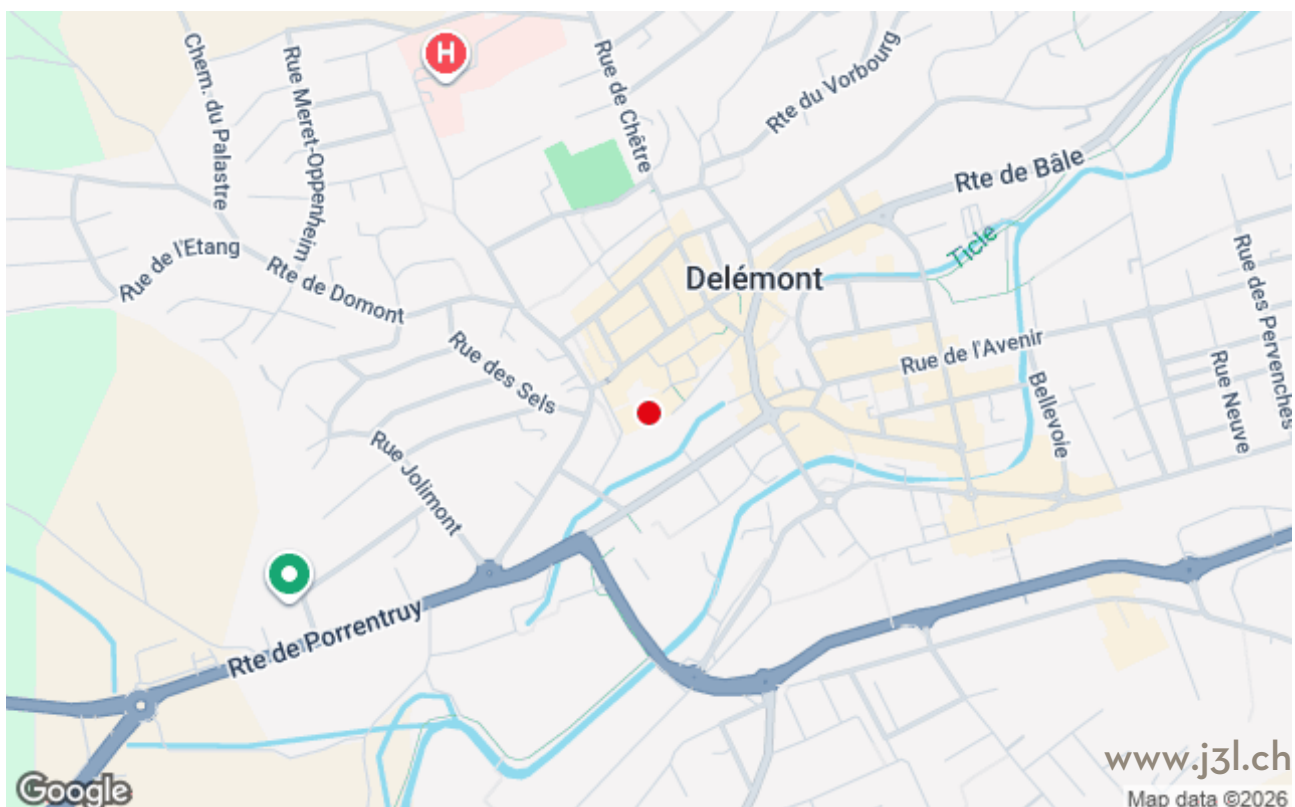 H
Chem. du Palastre
Rue Meret-Oppenheim
Rue de Chêtre
Rte du Vorbourg
Rte de Bâle
Rue de l'Etang
Rte de Domont
Delémont
Ticle
Rue des Pervenches
Rue des Sels
Rue de l'Avenir
Bellevoie
Rue Neuve
Rue Jolimont
Rte de Porrentruy
www.j3l.ch
Google
Map data ©2026